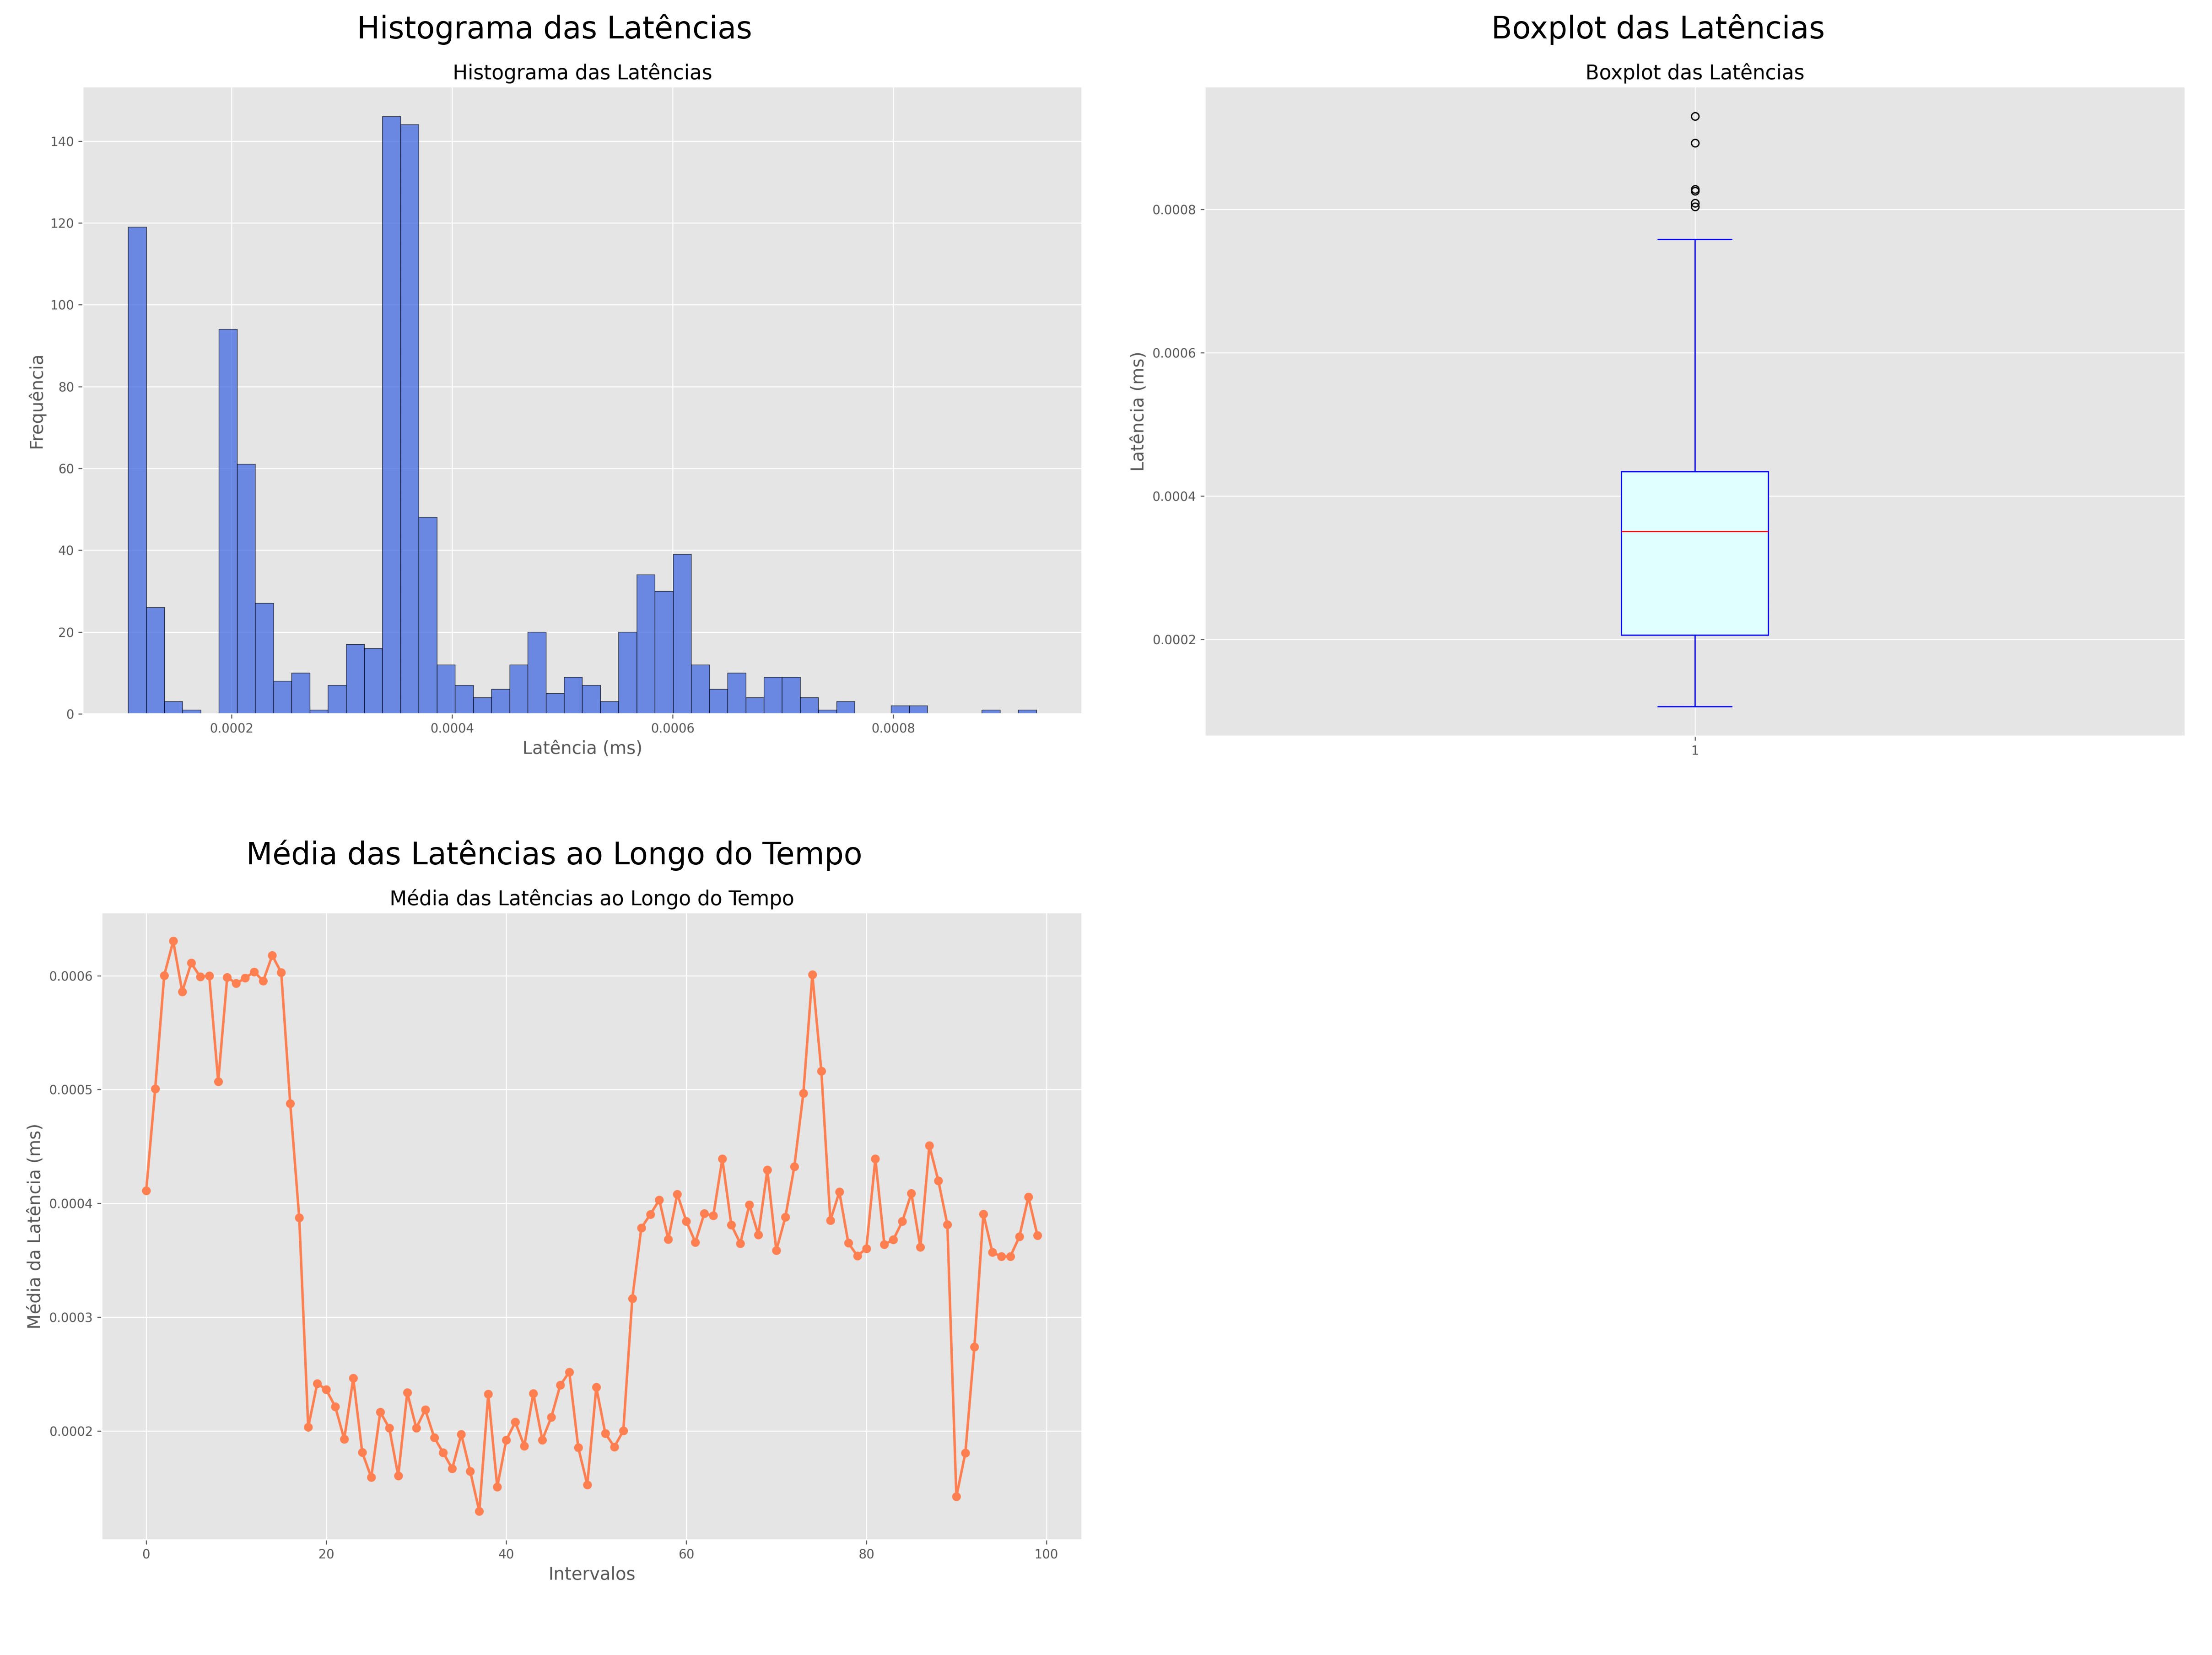 Histograma das Latências
Histograma das Latências
140
120
100
80
60
40
20
0
Frequência
0.0002 0.0004 0.0006 0.0008
Latência (ms)
Boxplot das Latências
Boxplot das Latências
0.0008
0.0006
0.0004
0.0002
Latência (ms)
1
Média das Latências ao Longo do Tempo
Média das Latências ao Longo do Tempo
0.0006
0.0005
0.0004
0.0003
0.0002
Média da Latência (ms)
0 20 40 60 80 100
Intervalos